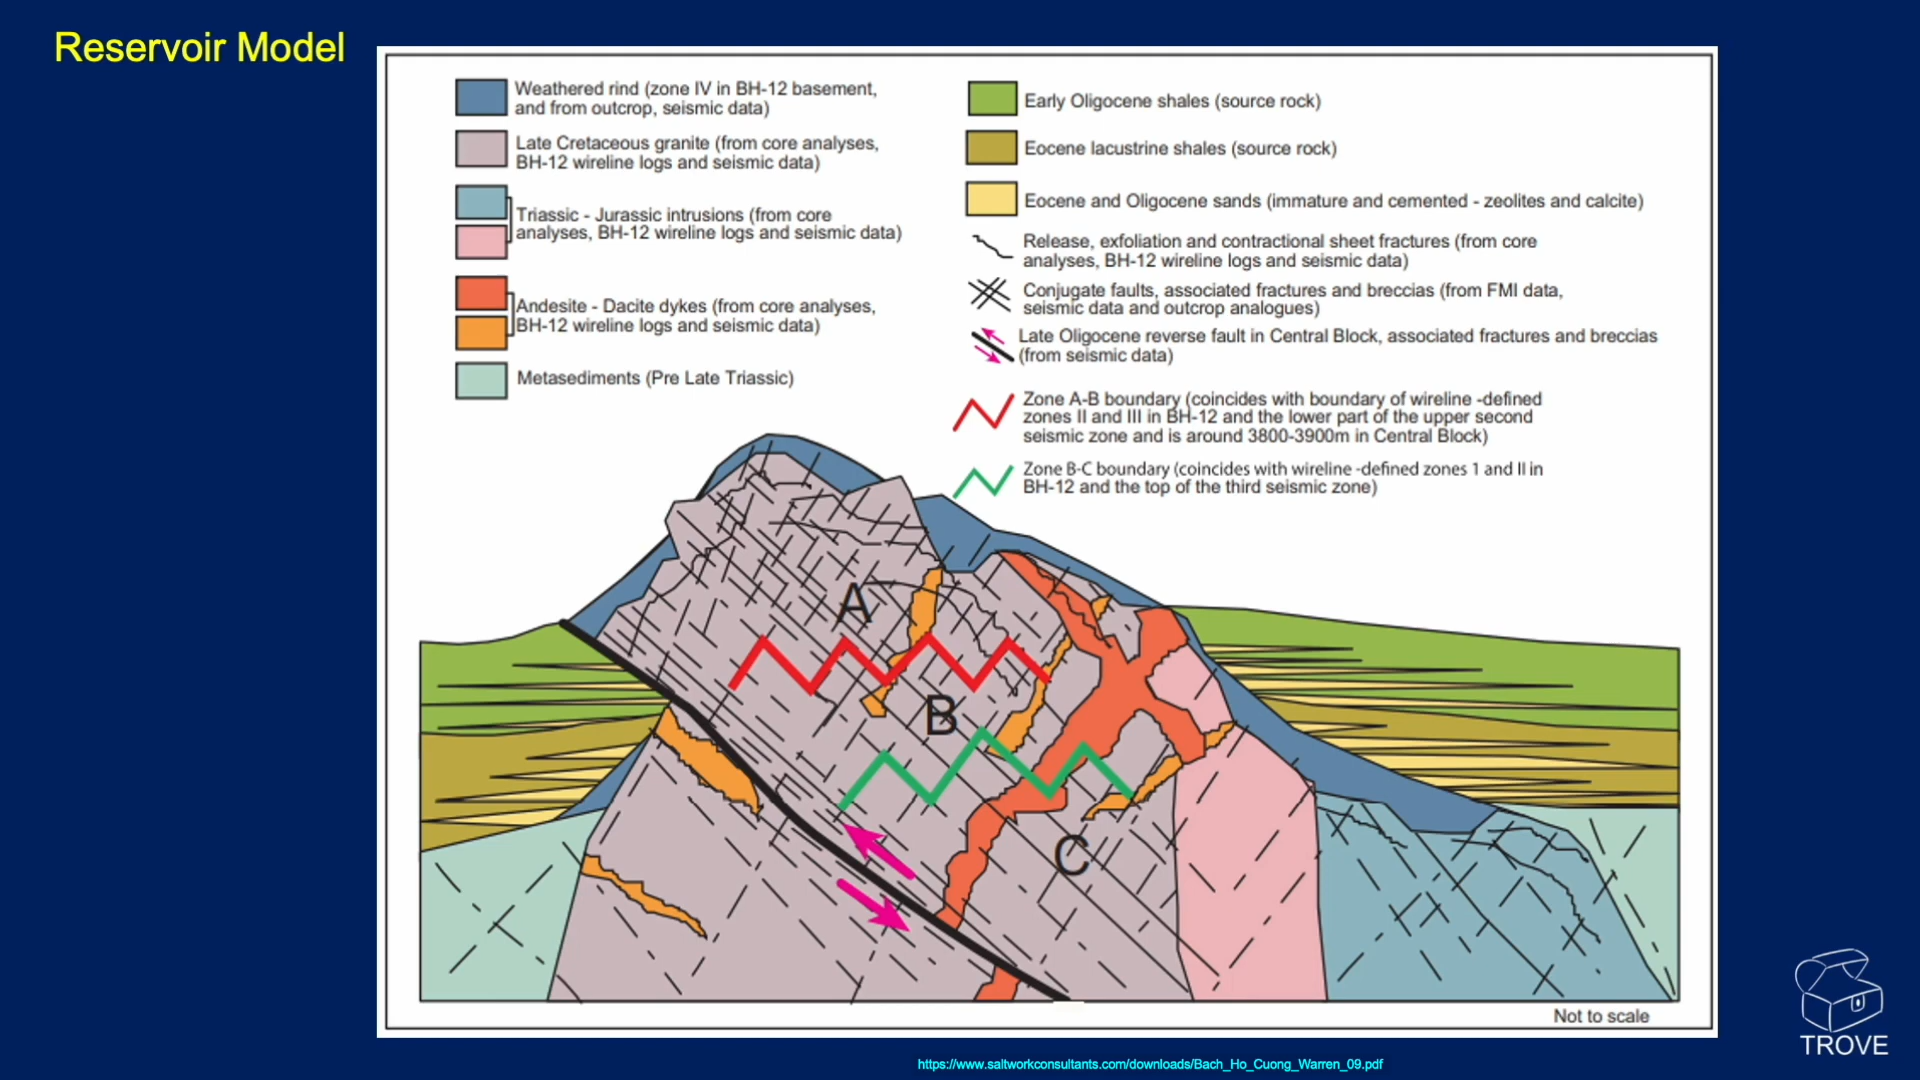 Reservoir Model
Weathered rind (zone IV in BH-12 basement,
and from outcrop, seismic data)
Late Cretaceous granite (from core analyses,
BH-12 wireline logs and seismic data)
Triassic - Jurassic intrusions (from core
analyses, BH-12 wireline logs and seismic data)
Andesite - Dacite dykes (from core analyses,
BH-12 wireline logs and seismic data)
Metasediments (Pre Late Triassic)
Early Oligocene shales (source rock)
Eocene lacustrine shales (source rock)
Eocene and Oligocene sands (immature and cemented - zeolites and calcite)
Release, exfoliation and contractional sheet fractures (from core
analyses, BH-12 wireline logs and seismic data)
Conjugate faults, associated fractures and breccias (from FMI data,
seismic data and outcrop analogues)
Late Oligocene reverse fault in Central Block, associated fractures and breccias
(from seismic data)
Zone A-B boundary (coincides with boundary of wireline -defined
zones II and III in BH-12 and the lower part of the upper second
seismic zone and is around 3800-3900m in Central Block)
Zone B-C boundary (coincides with wireline -defined zones 1 and II in
BH-12 and the top of the third seismic zone)
A
B
C
Not to scale
TROVE
https://www.saltworkconsultants.com/downloads/Bach_Ho_Cuong_Warren_09.pdf